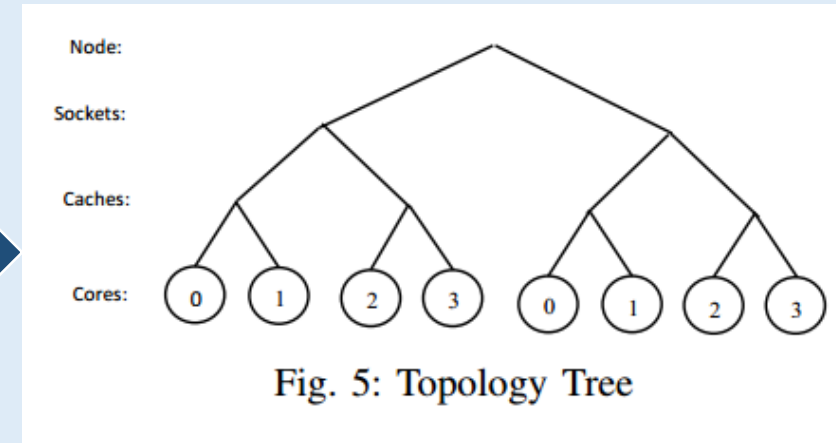 Node:
Sockets:
Caches:
Cores: 0 1 2 3 0 1 2 3
Fig. 5: Topology Tree